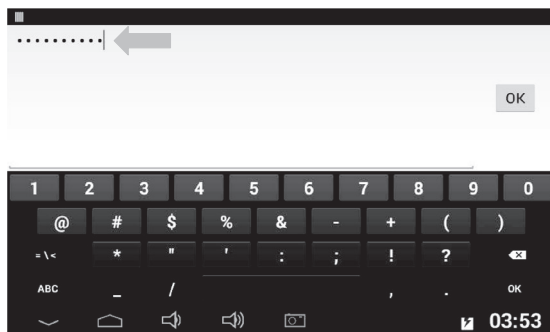 ••••••••••
OK
1 2 3 4 5 6 7 8 9 0
@ # $ % & - + ( )
= \ < * " ' : ; ! ?
ABC _ / , . OK
03:53